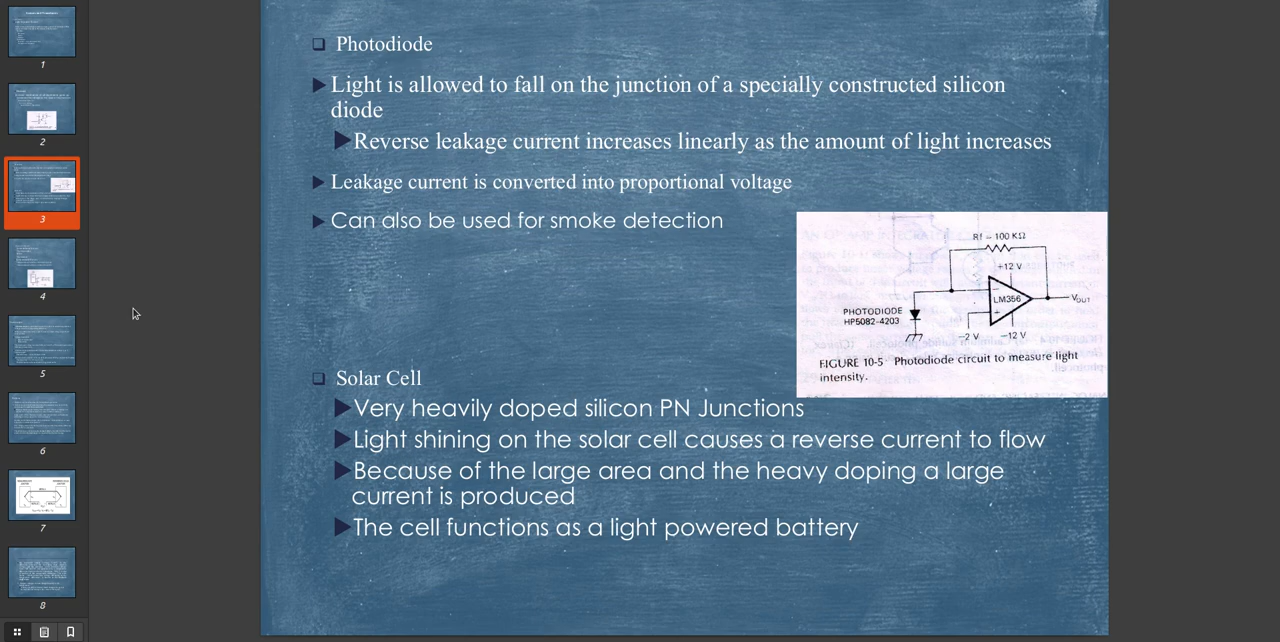 Photodiode
Light is allowed to fall on the junction of a specially constructed silicon
diode
Reverse leakage current increases linearly as the amount of light increases
Leakage current is converted into proportional voltage
Can also be used for smoke detection
Rf = 100 KΩ
+12 V
LM356
VOUT
PHOTODIODE
HP5082-4203
−2 V
−12 V
FIGURE 10-5 Photodiode circuit to measure light
intensity.
Solar Cell
Very heavily doped silicon PN Junctions
Light shining on the solar cell causes a reverse current to flow
Because of the large area and the heavy doping a large
current is produced
The cell functions as a light powered battery
1
2
3
4
5
6
7
8